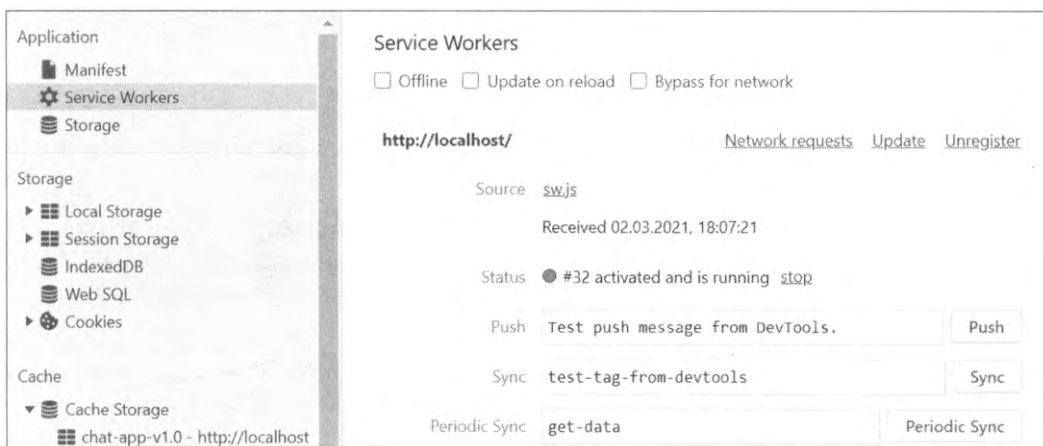 Application
Manifest
Service Workers
Storage
Storage
Local Storage
Session Storage
IndexedDB
Web SQL
Cookies
Cache
Cache Storage
chat-app-v1.0 - http://localhost
Service Workers
Offline Update on reload Bypass for network
http://localhost/ Network requests Update Unregister
Source sw.js
Received 02.03.2021, 18:07:21
Status #32 activated and is running stop
Push Test push message from DevTools. Push
Sync test-tag-from-devtools Sync
Periodic Sync get-data Periodic Sync